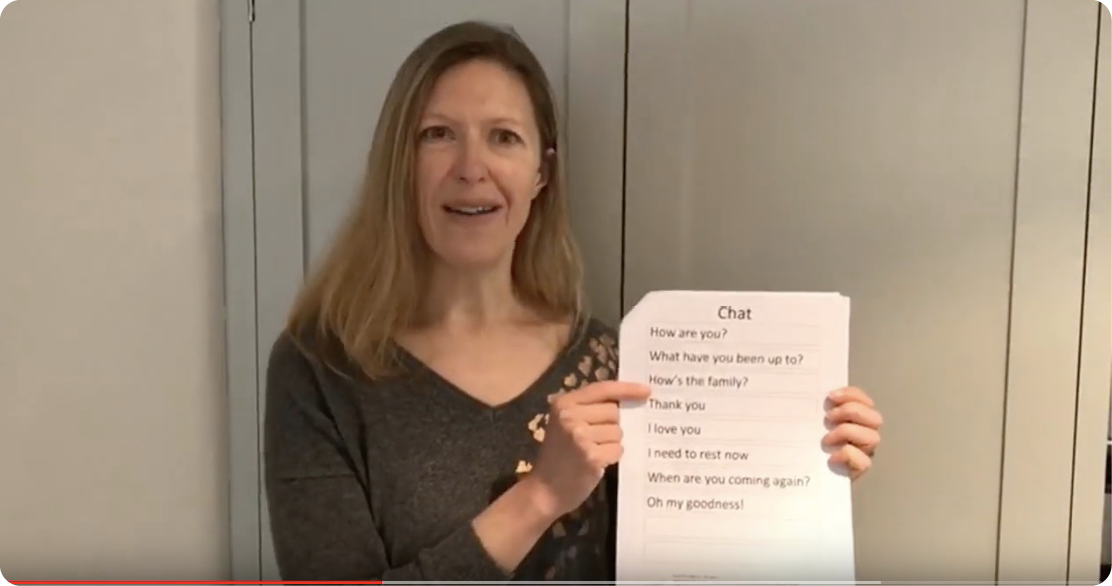 Chat
How are you?
What have you been up to?
How's the family?
Thank you
I love you
I need to rest now
When are you coming again?
Oh my goodness!